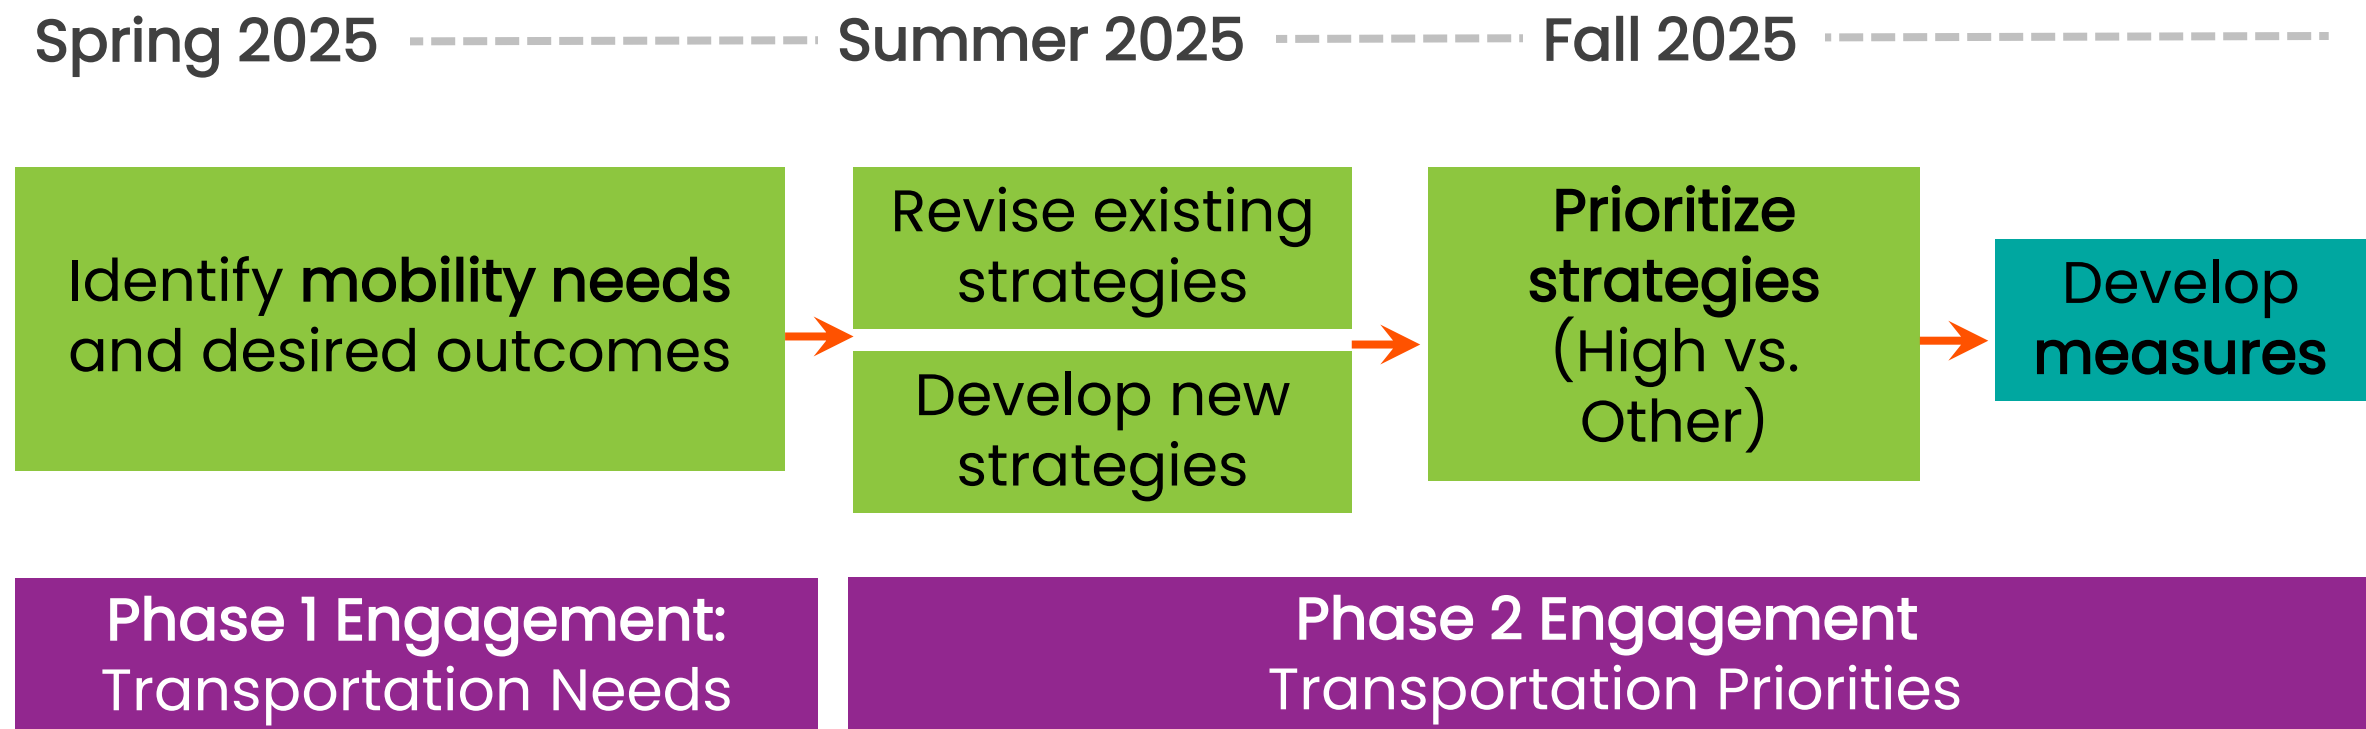 Spring 2025
Summer 2025
Fall 2025
Identify mobility needs
and desired outcomes
Revise existing
strategies
Develop new
strategies
Prioritize
strategies
(High vs.
Other)
Develop
measures
Phase 1 Engagement:
Transportation Needs
Phase 2 Engagement
Transportation Priorities